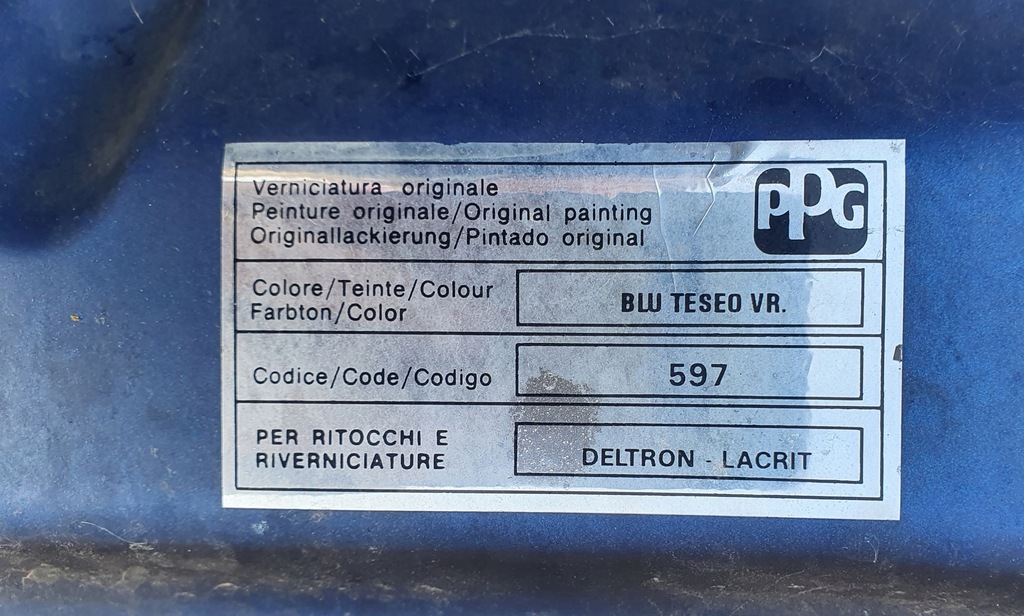 Verniciatura originale
Peinture originale/Original painting
Originallackierung/Pintado original
PPG
Colore/Teinte/Colour
Farbton/Color
BLU TESEO VR.
Codice/Code/Codigo
597
PER RITOCCHI E
RIVERNICIATURE
DELTRON - LACRIT